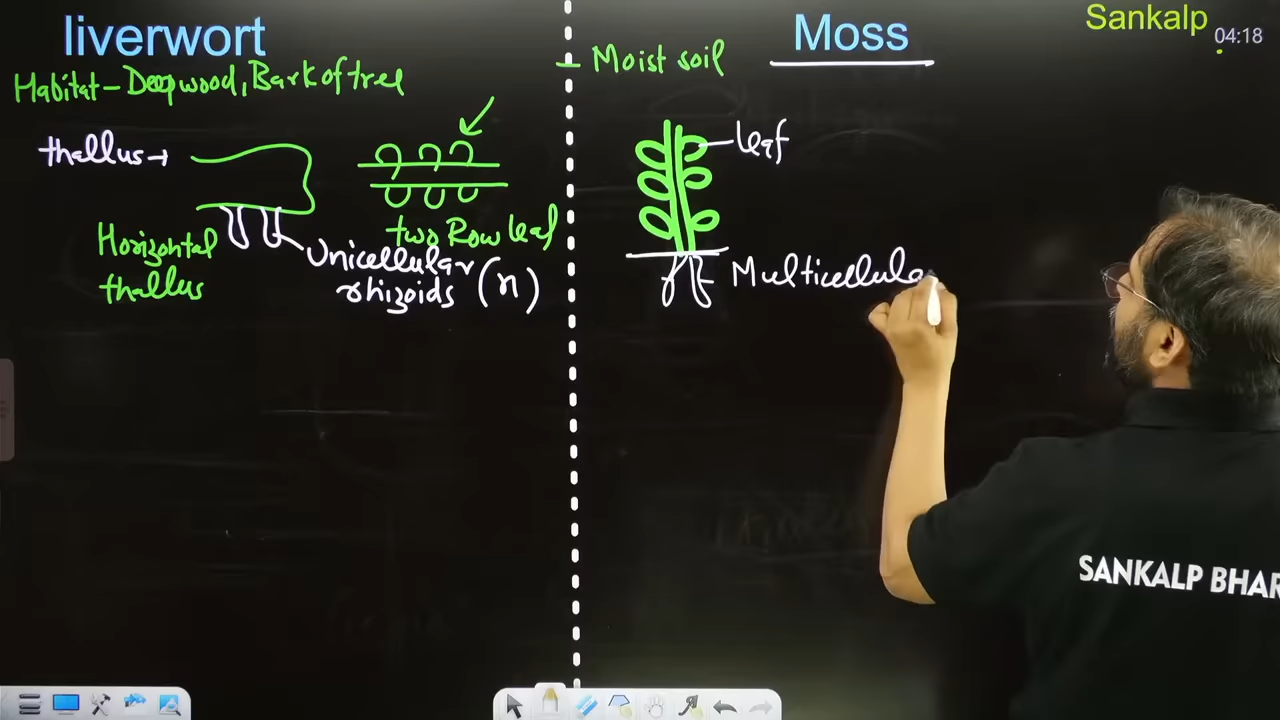 liverwort
Habitat - Deepwood, Bark of tree
thallus →
two Row leaf
Horizontal
thallus
Unicellular
rhizoids (n)
Moss
Sankalp
04:18
- Moist soil
leaf
Multicellula
SANKALP BHAR